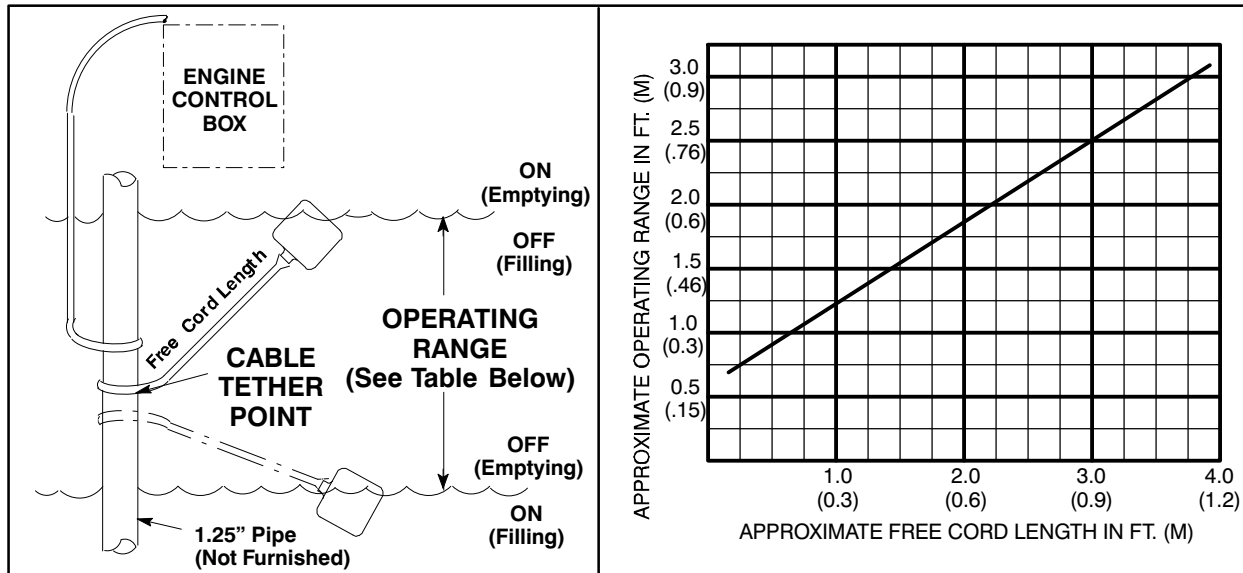 ENGINE
CONTROL
BOX
ON
(Emptying)
OFF
(Filling)
Free Cord Length
OPERATING
RANGE
(See Table Below)
CABLE
TETHER
POINT
OFF
(Emptying)
ON
(Filling)
1.25” Pipe
(Not Furnished)
APPROXIMATE OPERATING RANGE IN FT. (M)
3.0
(0.9)
2.5
(.76)
2.0
(0.6)
1.5
(.46)
1.0
(0.3)
0.5
(.15)
1.0 2.0 3.0 4.0
(0.3) (0.6) (0.9) (1.2)
APPROXIMATE FREE CORD LENGTH IN FT. (M)